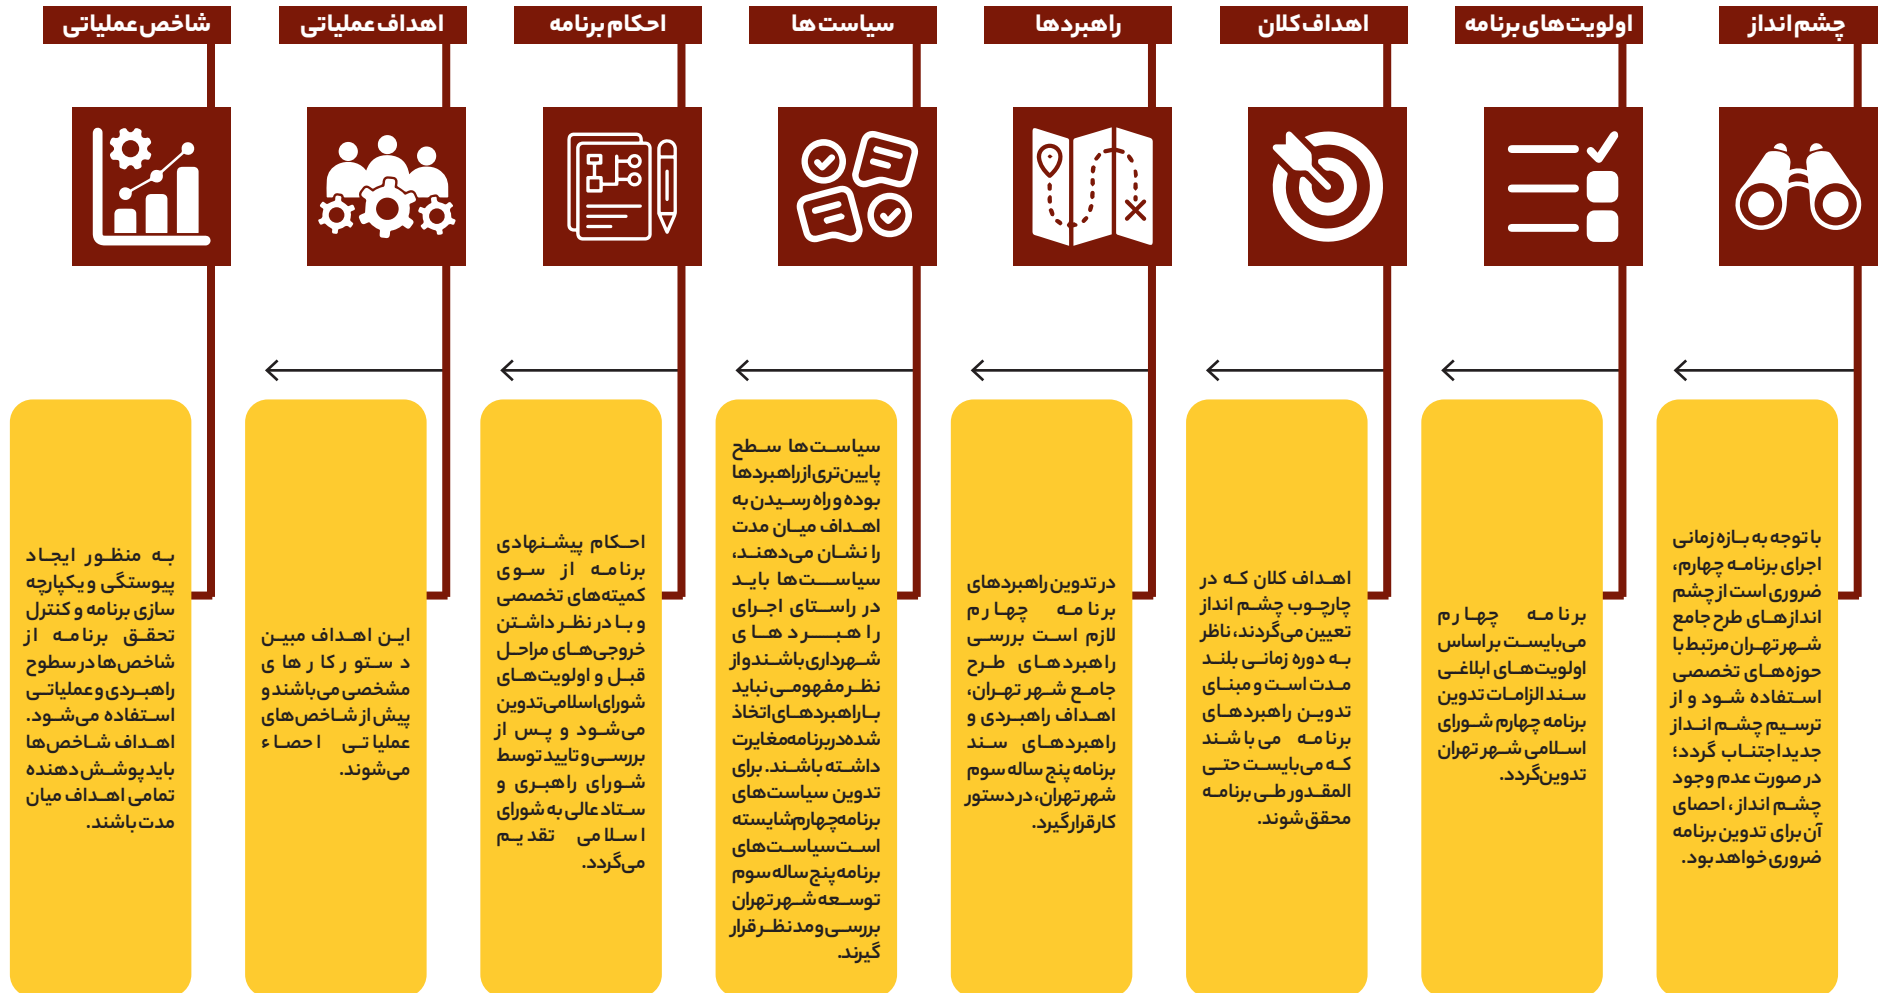 چشم انداز
اولویت‌های برنامه
اهداف کلان
راهبردها
سیاست ها
احکام برنامه
اهداف عملیاتی
شاخص عملیاتی
با توجه به بازه زمانی
اجرای برنامه چهارم،
ضروری است از چشم
اندازهای طرح جامع
شهر تهران مرتبط با
حوزه‌های تخصصی
استفاده شود و از
ترسیم چشم انداز
جدید اجتناب گردد؛
در صورت عدم وجود
چشم انداز، احصای
آن برای تدوین برنامه
ضروری خواهد بود.
برنامه چهارم
می‌بایست بر اساس
اولویت‌های ابلاغی
سند الزامات تدوین
برنامه چهارم شورای
اسلامی شهر تهران
تدوین گردد.
اهداف کلان که در
چارچوب چشم انداز
تعیین می‌گردند، ناظر
به دوره زمانی بلند
مدت است و مبنای
تدوین راهبردهای
برنامه می باشند
که می‌بایست حتی
المقدور طی برنامه
محقق شوند.
در تدوین راهبردهای
برنامه چهارم
لازم است بررسی
راهبردهای طرح
جامع شهر تهران،
اهداف راهبردی و
راهبردهای سند
برنامه پنج ساله سوم
شهر تهران، در دستور
کار قرار گیرد.
سیاست‌ها سطح
پایین‌تری از راهبردها
بوده و راه رسیدن به
اهداف میان مدت
را نشان می‌دهند،
سیاست‌ها باید
در راستای اجرای
راهبردهای
شهرداری باشند و از
نظر مفهومی نباید
با راهبردهای اتخاذ
شده در برنامه مغایرت
داشته باشند. برای
تدوین سیاست‌های
برنامه چهارم شایسته
است سیاست‌های
برنامه پنج ساله سوم
توسعه شهر تهران
بررسی و مدنظر قرار
گیرند.
احکام پیشنهادی
برنامه از سوی
کمیته‌های تخصصی
و با در نظر داشتن
خروجی‌های مراحل
قبل و اولویت‌های
شورای اسلامی تدوین
می‌شود و پس از
بررسی و تایید توسط
شورای راهبری و
ستاد عالی به شورای
اسلامی تقدیم
می‌گردد.
این اهداف مبین
دستورکارهای
مشخصی می‌باشند و
پیش از شاخص‌های
عملیاتی احصاء
می‌شوند.
به منظور ایجاد
پیوستگی و یکپارچه
سازی برنامه و کنترل
تحقق برنامه از
شاخص‌ها در سطوح
راهبردی و عملیاتی
استفاده می‌شود.
اهداف شاخص‌ها
باید پوشش دهنده
تمامی اهداف میان
مدت باشند.